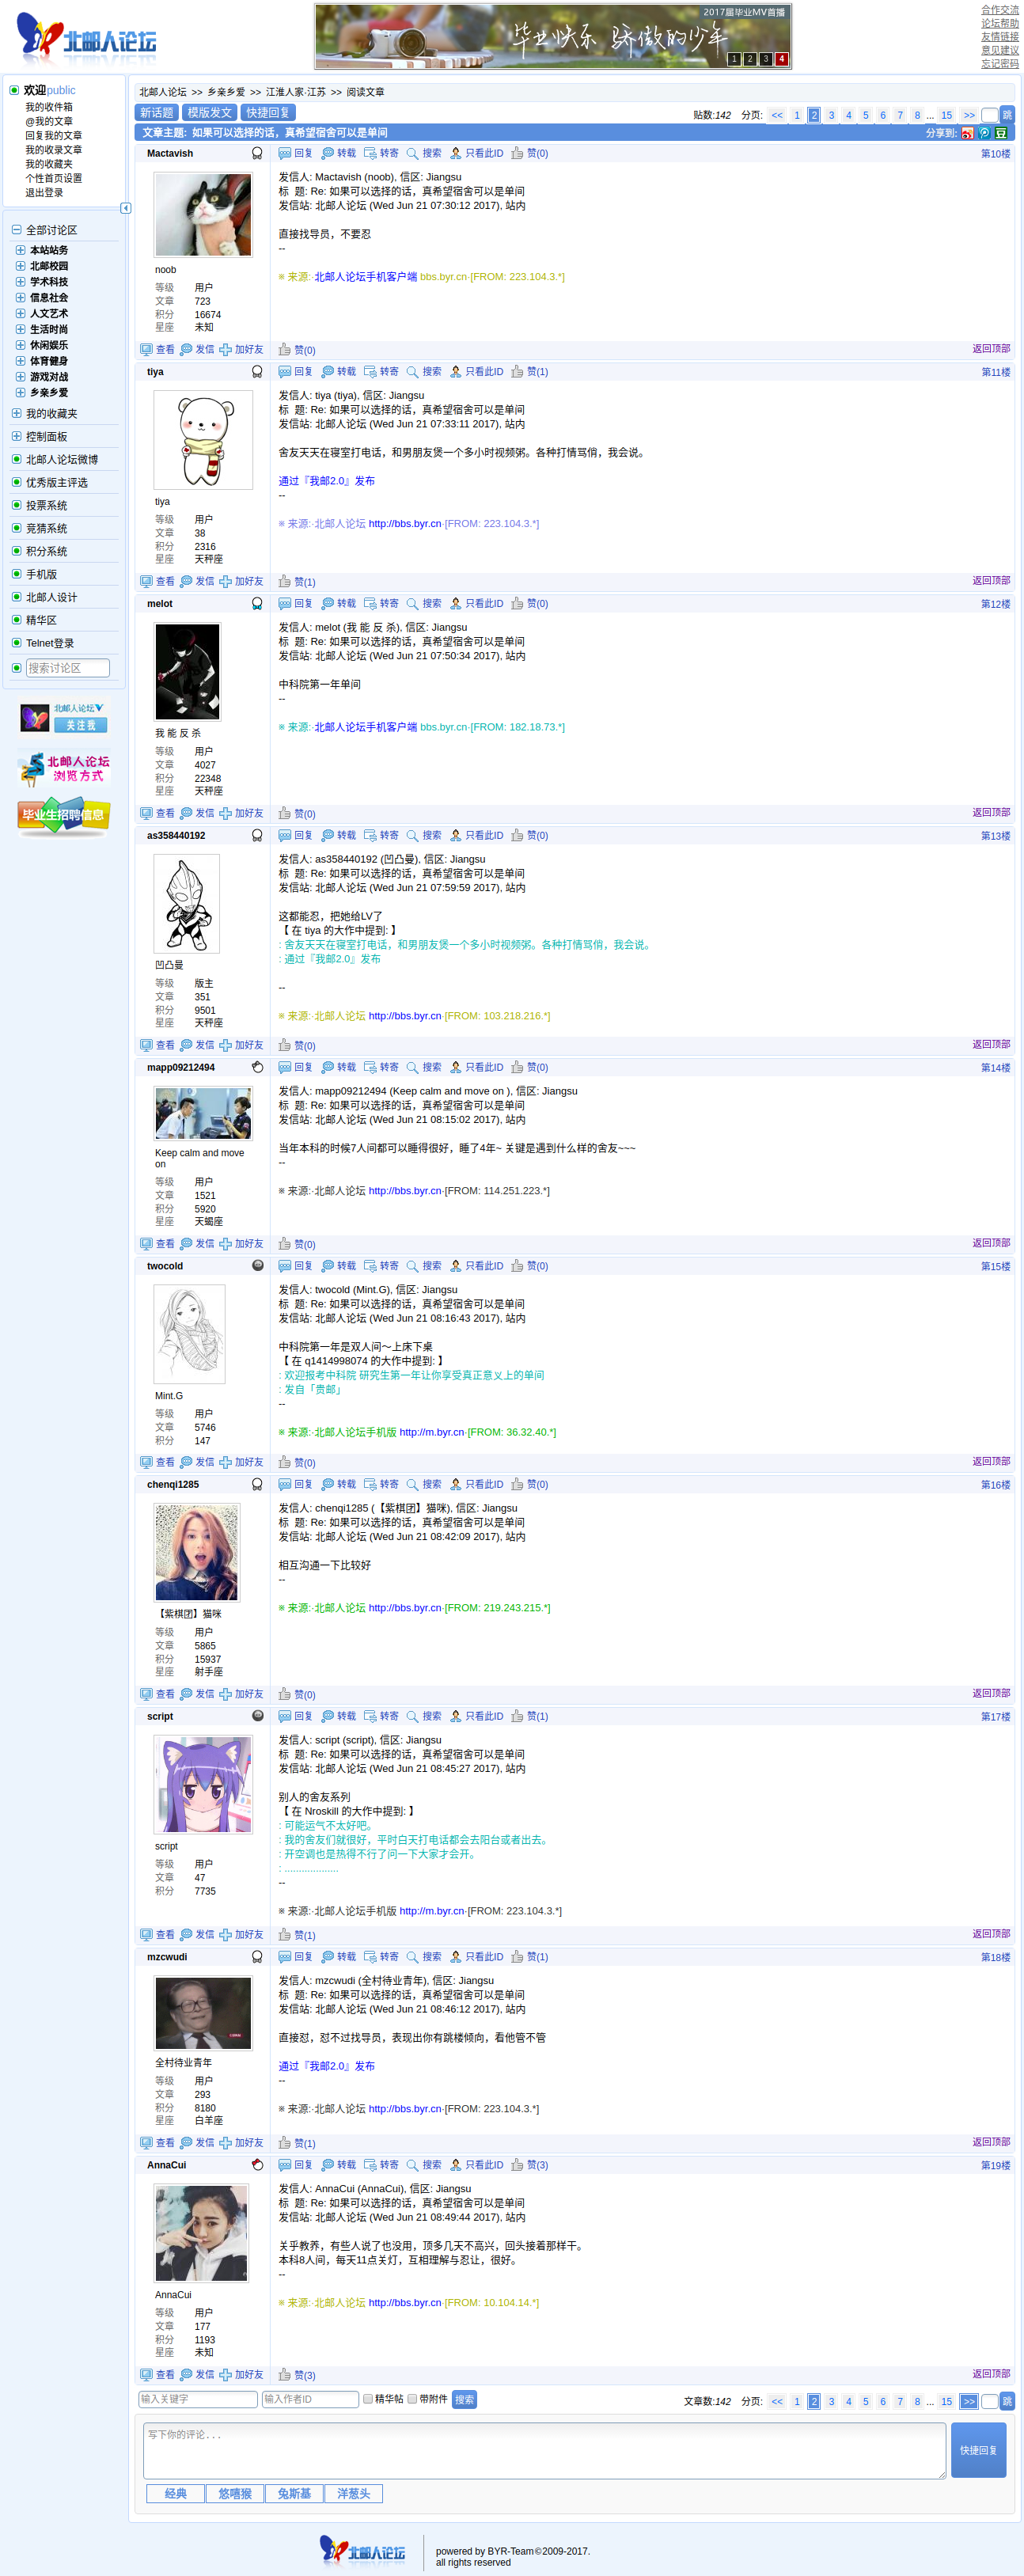 北邮人论坛
2017届毕业MV首播
毕业快乐 骄傲的少年
1 2 3 4
合作交流
论坛帮助
友情链接
意见建议
忘记密码
欢迎public
我的收件箱
@我的文章
回复我的文章
我的收录文章
我的收藏夹
个性首页设置
退出登录
全部讨论区
本站站务
北邮校园
学术科技
信息社会
人文艺术
生活时尚
休闲娱乐
体育健身
游戏对战
乡亲乡爱
我的收藏夹
控制面板
北邮人论坛微博
优秀版主评选
投票系统
竞猜系统
积分系统
手机版
北邮人设计
精华区
Telnet登录
搜索讨论区
北邮人论坛
关注我
北邮人论坛
浏览方式
毕业生招聘信息
北邮人论坛 >> 乡亲乡爱 >> 江淮人家·江苏 >> 阅读文章
新话题 模版发文 快捷回复
贴数:142 分页: << 1 2 3 4 5 6 7 8 ... 15 >> 跳
文章主题: 如果可以选择的话，真希望宿舍可以是单间
分享到:
Mactavish 回复 转载 转寄 搜索 只看此ID 赞(0) 第10楼
noob
等级 用户
文章 723
积分 16674
星座 未知
发信人: Mactavish (noob), 信区: Jiangsu
标 题: Re: 如果可以选择的话，真希望宿舍可以是单间
发信站: 北邮人论坛 (Wed Jun 21 07:30:12 2017), 站内
直接找导员，不要忍
--
※ 来源:·北邮人论坛手机客户端 bbs.byr.cn·[FROM: 223.104.3.*]
查看 发信 加好友 赞(0) 返回顶部
tiya 回复 转载 转寄 搜索 只看此ID 赞(1) 第11楼
tiya
等级 用户
文章 38
积分 2316
星座 天秤座
发信人: tiya (tiya), 信区: Jiangsu
标 题: Re: 如果可以选择的话，真希望宿舍可以是单间
发信站: 北邮人论坛 (Wed Jun 21 07:33:11 2017), 站内
舍友天天在寝室打电话，和男朋友煲一个多小时视频粥。各种打情骂俏，我会说。
通过『我邮2.0』发布
--
※ 来源:·北邮人论坛 http://bbs.byr.cn·[FROM: 223.104.3.*]
查看 发信 加好友 赞(1) 返回顶部
melot 回复 转载 转寄 搜索 只看此ID 赞(0) 第12楼
我 能 反 杀
等级 用户
文章 4027
积分 22348
星座 天秤座
发信人: melot (我 能 反 杀), 信区: Jiangsu
标 题: Re: 如果可以选择的话，真希望宿舍可以是单间
发信站: 北邮人论坛 (Wed Jun 21 07:50:34 2017), 站内
中科院第一年单间
--
※ 来源:·北邮人论坛手机客户端 bbs.byr.cn·[FROM: 182.18.73.*]
查看 发信 加好友 赞(0) 返回顶部
as358440192 回复 转载 转寄 搜索 只看此ID 赞(0) 第13楼
凹凸曼
等级 版主
文章 351
积分 9501
星座 天秤座
发信人: as358440192 (凹凸曼), 信区: Jiangsu
标 题: Re: 如果可以选择的话，真希望宿舍可以是单间
发信站: 北邮人论坛 (Wed Jun 21 07:59:59 2017), 站内
这都能忍，把她给LV了
【 在 tiya 的大作中提到: 】
: 舍友天天在寝室打电话，和男朋友煲一个多小时视频粥。各种打情骂俏，我会说。
: 通过『我邮2.0』发布
--
※ 来源:·北邮人论坛 http://bbs.byr.cn·[FROM: 103.218.216.*]
查看 发信 加好友 赞(0) 返回顶部
mapp09212494 回复 转载 转寄 搜索 只看此ID 赞(0) 第14楼
Keep calm and move
on
等级 用户
文章 1521
积分 5920
星座 天蝎座
发信人: mapp09212494 (Keep calm and move on ), 信区: Jiangsu
标 题: Re: 如果可以选择的话，真希望宿舍可以是单间
发信站: 北邮人论坛 (Wed Jun 21 08:15:02 2017), 站内
当年本科的时候7人间都可以睡得很好，睡了4年~ 关键是遇到什么样的舍友~~~
--
※ 来源:·北邮人论坛 http://bbs.byr.cn·[FROM: 114.251.223.*]
查看 发信 加好友 赞(0) 返回顶部
twocold 回复 转载 转寄 搜索 只看此ID 赞(0) 第15楼
Mint.G
等级 用户
文章 5746
积分 147
发信人: twocold (Mint.G), 信区: Jiangsu
标 题: Re: 如果可以选择的话，真希望宿舍可以是单间
发信站: 北邮人论坛 (Wed Jun 21 08:16:43 2017), 站内
中科院第一年是双人间～上床下桌
【 在 q1414998074 的大作中提到: 】
: 欢迎报考中科院 研究生第一年让你享受真正意义上的单间
: 发自「贵邮」
--
※ 来源:·北邮人论坛手机版 http://m.byr.cn·[FROM: 36.32.40.*]
查看 发信 加好友 赞(0) 返回顶部
chenqi1285 回复 转载 转寄 搜索 只看此ID 赞(0) 第16楼
【紫棋团】猫咪
等级 用户
文章 5865
积分 15937
星座 射手座
发信人: chenqi1285 (【紫棋团】猫咪), 信区: Jiangsu
标 题: Re: 如果可以选择的话，真希望宿舍可以是单间
发信站: 北邮人论坛 (Wed Jun 21 08:42:09 2017), 站内
相互沟通一下比较好
--
※ 来源:·北邮人论坛 http://bbs.byr.cn·[FROM: 219.243.215.*]
查看 发信 加好友 赞(0) 返回顶部
script 回复 转载 转寄 搜索 只看此ID 赞(1) 第17楼
script
等级 用户
文章 47
积分 7735
发信人: script (script), 信区: Jiangsu
标 题: Re: 如果可以选择的话，真希望宿舍可以是单间
发信站: 北邮人论坛 (Wed Jun 21 08:45:27 2017), 站内
别人的舍友系列
【 在 Nroskill 的大作中提到: 】
: 可能运气不太好吧。
: 我的舍友们就很好，平时白天打电话都会去阳台或者出去。
: 开空调也是热得不行了问一下大家才会开。
: ...................
--
※ 来源:·北邮人论坛手机版 http://m.byr.cn·[FROM: 223.104.3.*]
查看 发信 加好友 赞(1) 返回顶部
mzcwudi 回复 转载 转寄 搜索 只看此ID 赞(1) 第18楼
全村待业青年
等级 用户
文章 293
积分 8180
星座 白羊座
发信人: mzcwudi (全村待业青年), 信区: Jiangsu
标 题: Re: 如果可以选择的话，真希望宿舍可以是单间
发信站: 北邮人论坛 (Wed Jun 21 08:46:12 2017), 站内
直接怼，怼不过找导员，表现出你有跳楼倾向，看他管不管
通过『我邮2.0』发布
--
※ 来源:·北邮人论坛 http://bbs.byr.cn·[FROM: 223.104.3.*]
查看 发信 加好友 赞(1) 返回顶部
AnnaCui 回复 转载 转寄 搜索 只看此ID 赞(3) 第19楼
AnnaCui
等级 用户
文章 177
积分 1193
星座 未知
发信人: AnnaCui (AnnaCui), 信区: Jiangsu
标 题: Re: 如果可以选择的话，真希望宿舍可以是单间
发信站: 北邮人论坛 (Wed Jun 21 08:49:44 2017), 站内
关乎教养，有些人说了也没用，顶多几天不高兴，回头接着那样干。
本科8人间，每天11点关灯，互相理解与忍让，很好。
--
※ 来源:·北邮人论坛 http://bbs.byr.cn·[FROM: 10.104.14.*]
查看 发信 加好友 赞(3) 返回顶部
输入关键字 输入作者ID 精华帖 带附件 搜索
文章数:142 分页: << 1 2 3 4 5 6 7 8 ... 15 >> 跳
写下你的评论...
快捷回复
经典 悠嘻猴 兔斯基 洋葱头
北邮人论坛
powered by BYR-Team©2009-2017.
all rights reserved